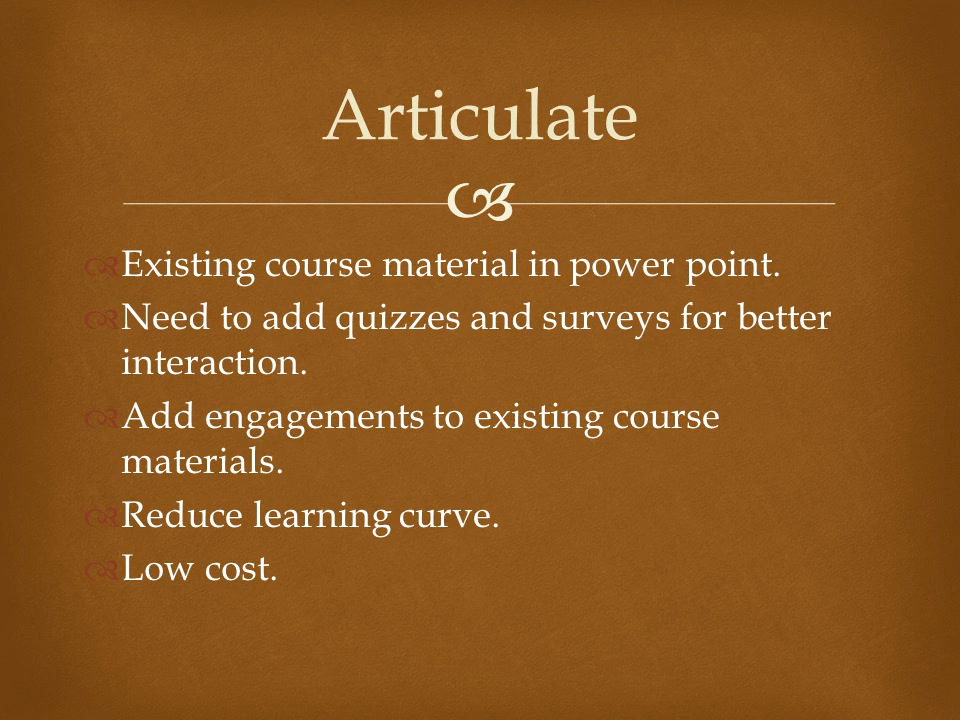 Articulate
Existing course material in power point.
Need to add quizzes and surveys for better
interaction.
Add engagements to existing course
materials.
Reduce learning curve.
Low cost.